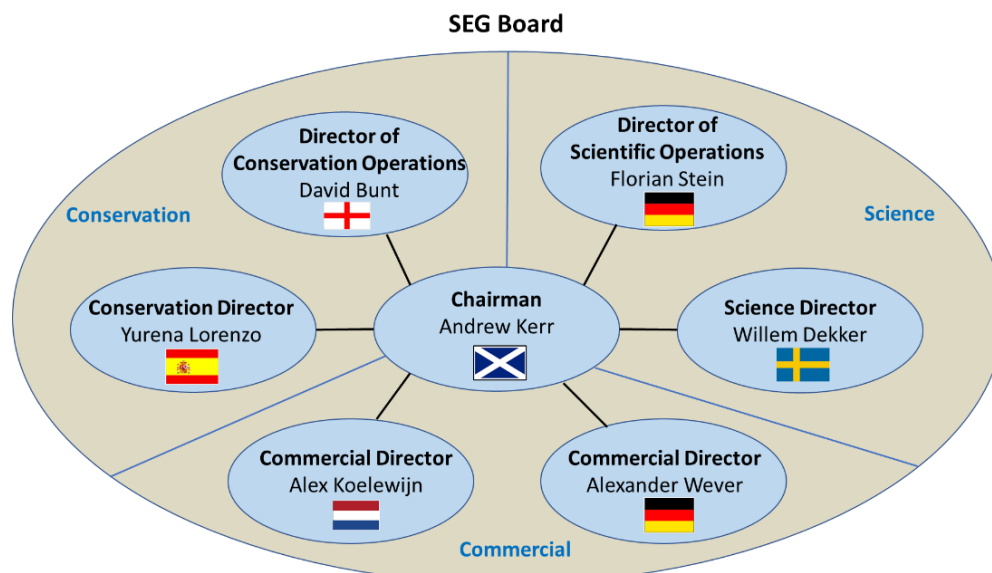 SEG Board
Director of
Conservation Operations
David Bunt
Director of
Scientific Operations
Florian Stein
Conservation
Science
Conservation Director
Yurena Lorenzo
Chairman
Andrew Kerr
Science Director
Willem Dekker
Commercial Director
Alex Koelewijn
Commercial Director
Alexander Wever
Commercial